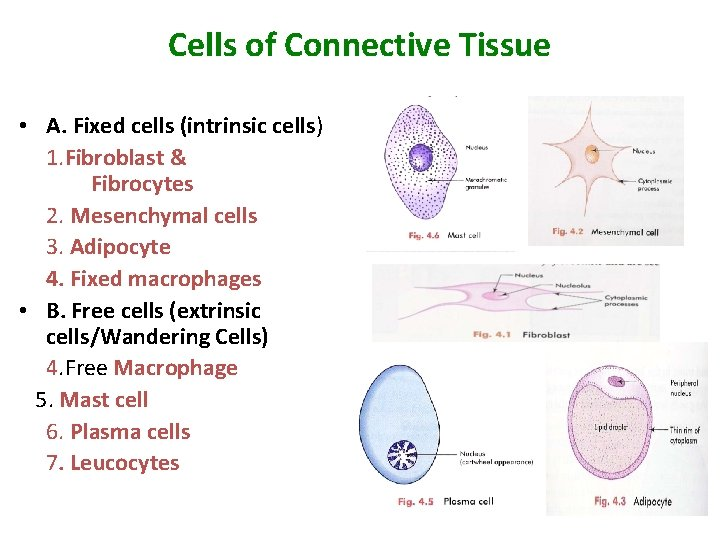 Cells of Connective Tissue
• A. Fixed cells (intrinsic cells)
1. Fibroblast &
Fibrocytes
2. Mesenchymal cells
3. Adipocyte
4. Fixed macrophages
• B. Free cells (extrinsic
cells/Wandering Cells)
4. Free Macrophage
5. Mast cell
6. Plasma cells
7. Leucocytes
Nucleus
Metachromatic
granules
Fig. 4.6 Mast cell
Nucleus
Cytoplasmic
process
Fig. 4.2 Mesenchymal cell
Nucleus
Nucleolus
Cytoplasmic
processes
Fig. 4.1 Fibroblast
Nucleus
(cartwheel appearance)
Fig. 4.5 Plasma cell
Peripheral
nucleus
Lipid droplet
Thin rim of
cytoplasm
Fig. 4.3 Adipocyte